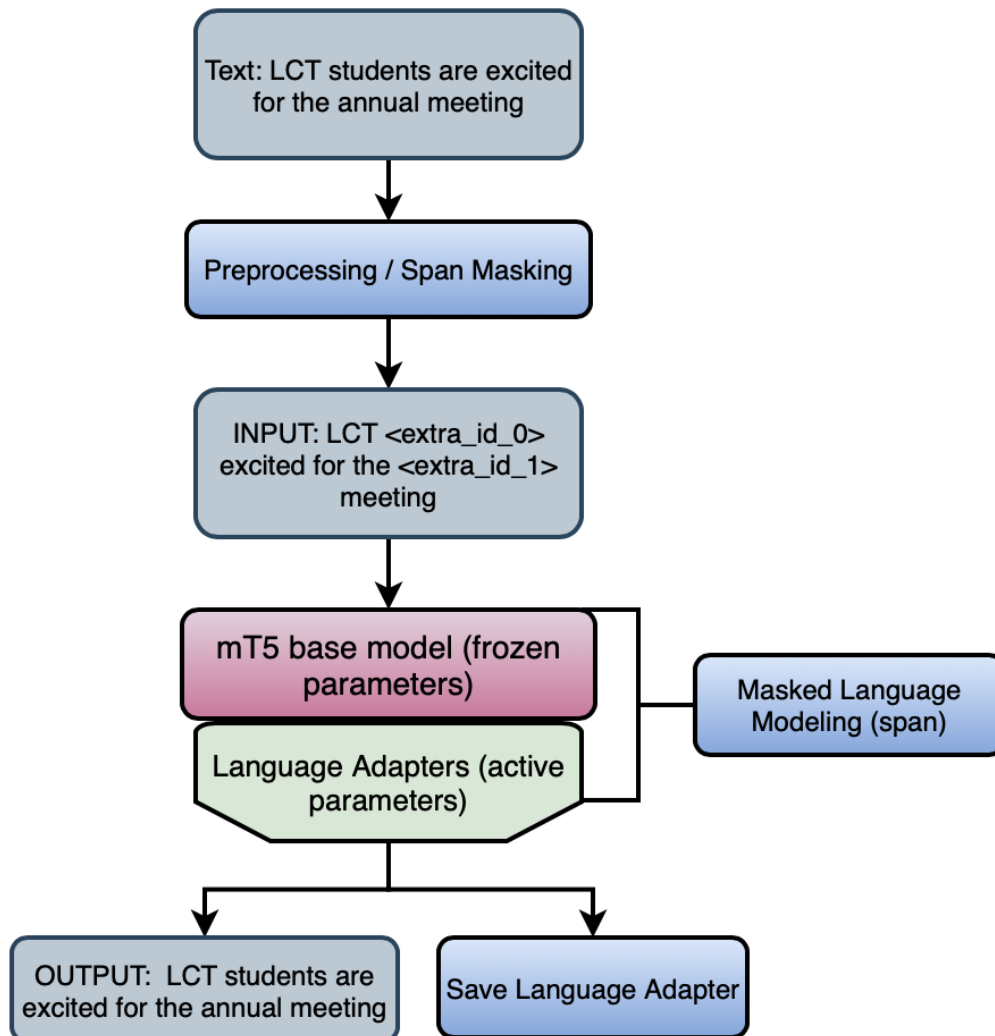 Text: LCT students are excited
for the annual meeting
Preprocessing / Span Masking
INPUT: LCT <extra_id_0>
excited for the <extra_id_1>
meeting
mT5 base model (frozen
parameters)
Language Adapters (active
parameters)
Masked Language
Modeling (span)
OUTPUT:  LCT students are
excited for the annual meeting
Save Language Adapter